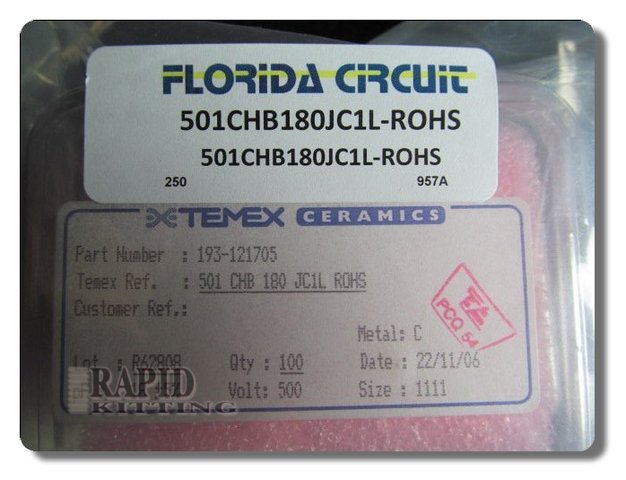 FLORIDA CIRCUIT
501CHB180JC1L-ROHS
501CHB180JC1L-ROHS
250 957A
TEMEX CERAMICS
Part Number : 193-121705
Temex Ref. : 501 CHB 180 JC1L ROHS
Customer Ref.:
Metal: C
Lot : R62808 Qty : 100 Date : 22/11/06
Volt: 500 Size : 1111
PCQ 54
RAPID
KITTING